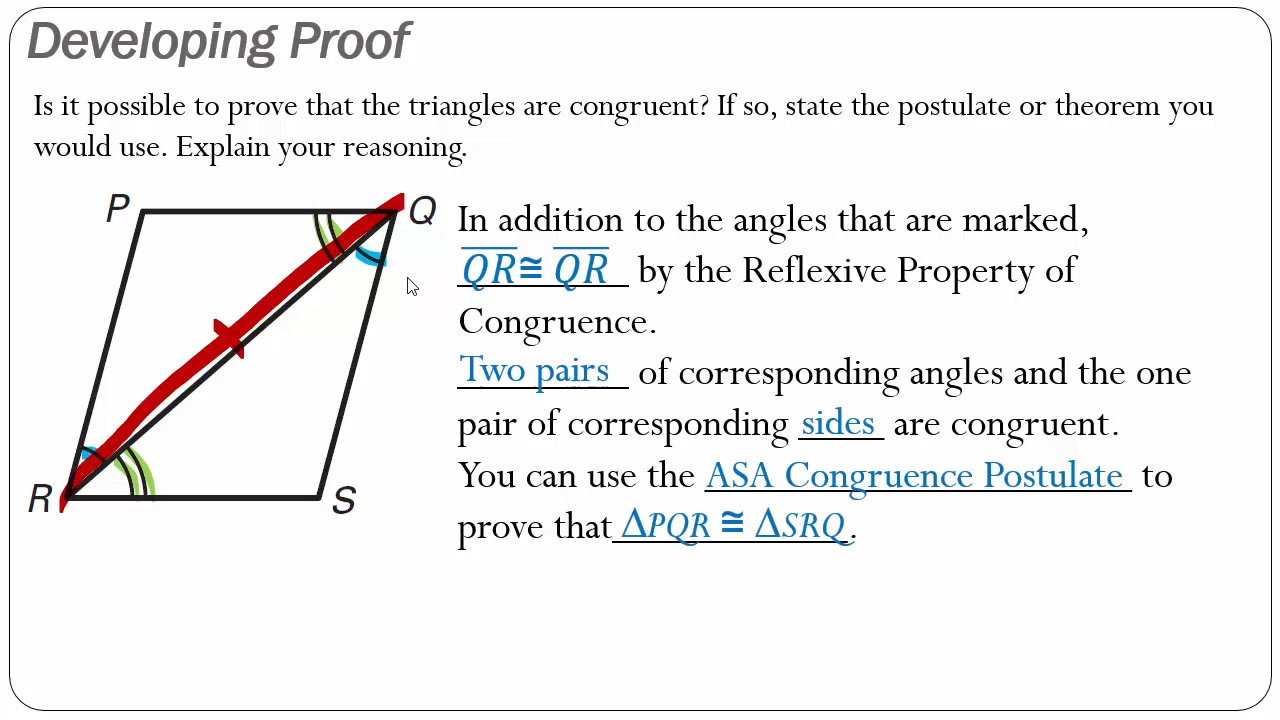 Developing Proof
Is it possible to prove that the triangles are congruent? If so, state the postulate or theorem you
would use. Explain your reasoning.
P
Q
R
S
In addition to the angles that are marked,
QR ≅ QR by the Reflexive Property of
Congruence.
Two pairs of corresponding angles and the one
pair of corresponding sides are congruent.
You can use the ASA Congruence Postulate to
prove that ΔPQR ≅ ΔSRQ.